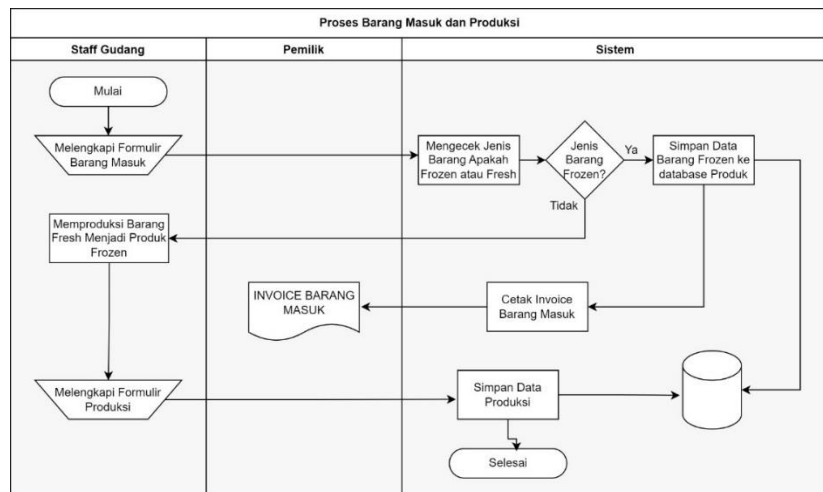 Proses Barang Masuk dan Produksi
Staff Gudang
Pemilik
Sistem
Mulai
Melengkapi Formulir
Barang Masuk
Mengecek Jenis
Barang Apakah
Frozen atau Fresh
Jenis
Barang
Frozen?
Ya
Simpan Data
Barang Frozen ke
database Produk
Tidak
Memproduksi Barang
Fresh Menjadi Produk
Frozen
INVOICE BARANG
MASUK
Cetak Invoice
Barang Masuk
Melengkapi Formulir
Produksi
Simpan Data
Produksi
Selesai